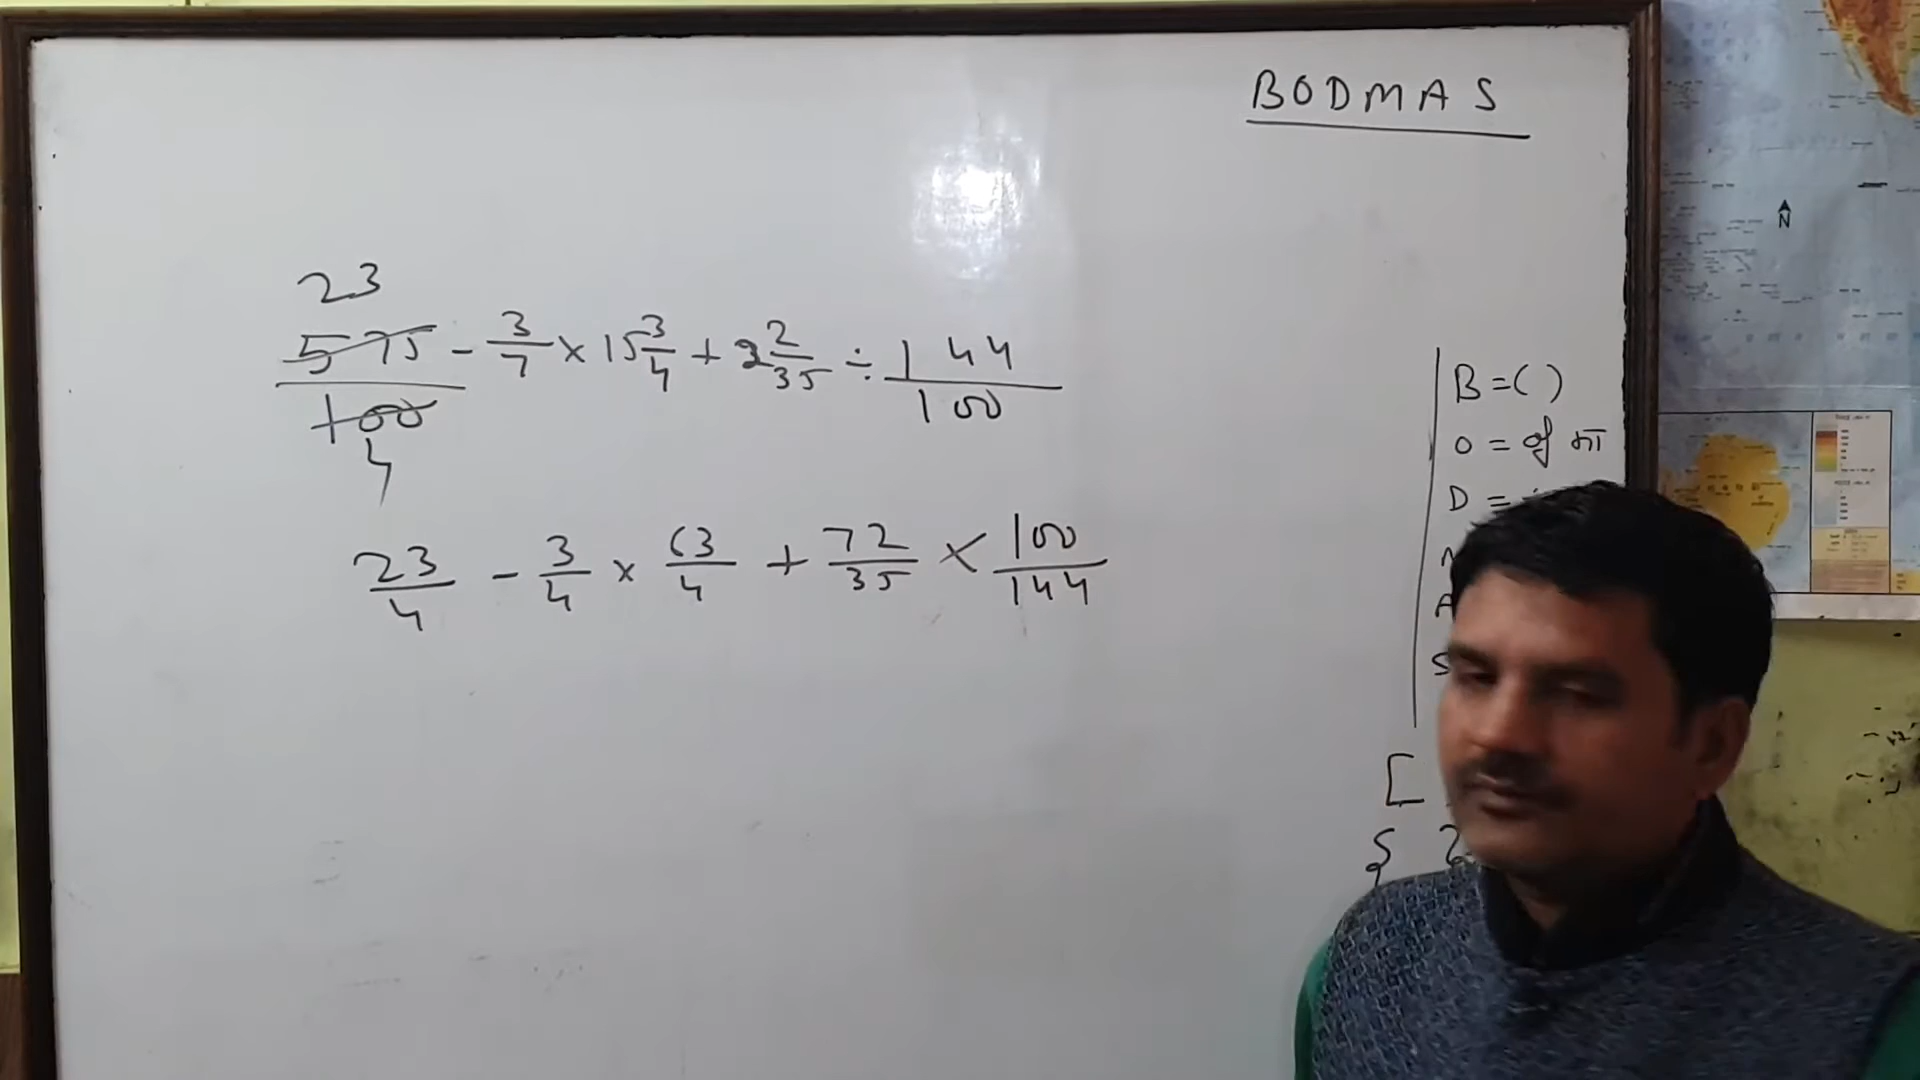 BODMAS
23
575/100 - 3/7 × 15 3/4 + 2 2/35 ÷ 144/100
4
23/4 - 3/4 × 63/4 + 72/35 × 100/144
B = ( )
O = of का
D =
A
S
[
{ }
N